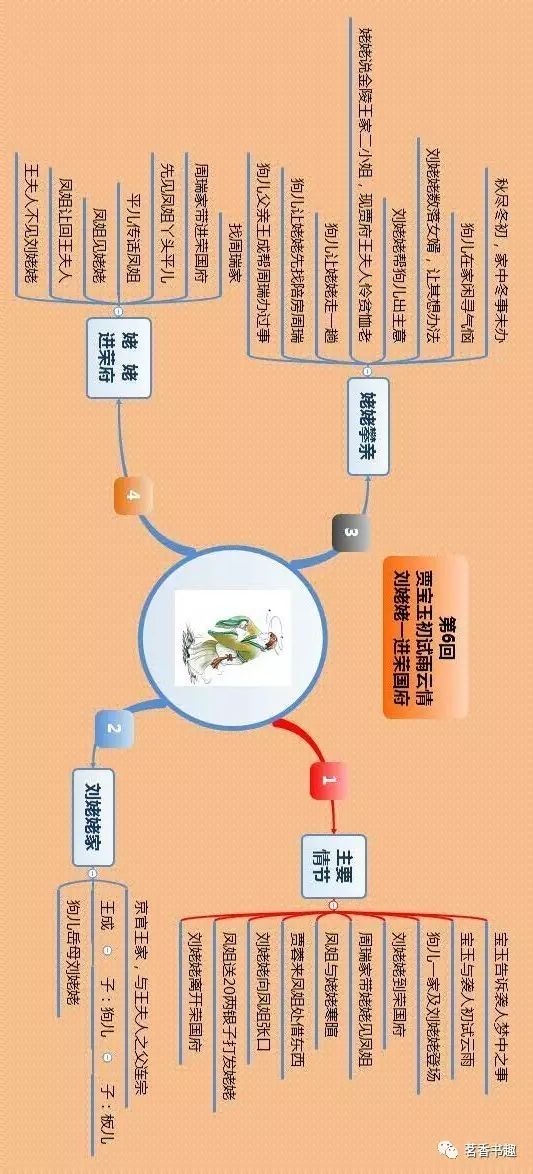 第6回
贾宝玉初试雨云情
刘姥姥一进荣国府
1
主要
情节
宝玉告诉袭人梦中之事
宝玉与袭人初试云雨
狗儿一家及刘姥姥登场
刘姥姥到荣国府
周瑞家带姥姥见凤姐
凤姐与姥姥寒暄
贾蓉来凤姐处借东西
刘姥姥向凤姐张口
凤姐送20两银子打发姥姥
刘姥姥离开荣国府
2
刘姥姥家
京官王家，与王夫人之父连宗
王成 子：狗儿 子：板儿
狗儿岳母刘姥姥
3
姥姥攀亲
秋尽冬初，家中冬事未办
狗儿在家闲寻气恼
刘姥姥数落女婿，让其想办法
刘姥姥帮狗儿出主意
姥姥说金陵王家二小姐，现贾府王夫人怜贫恤老
狗儿让姥姥走一趟
狗儿让姥姥先找陪房周瑞
狗儿父亲王成帮周瑞办过事
4
姥 姥
进荣府
找周瑞家
周瑞家带进荣国府
先见凤姐丫头平儿
平儿传话凤姐
凤姐见姥姥
凤姐让回王夫人
王夫人不见刘姥姥
茗香书趣